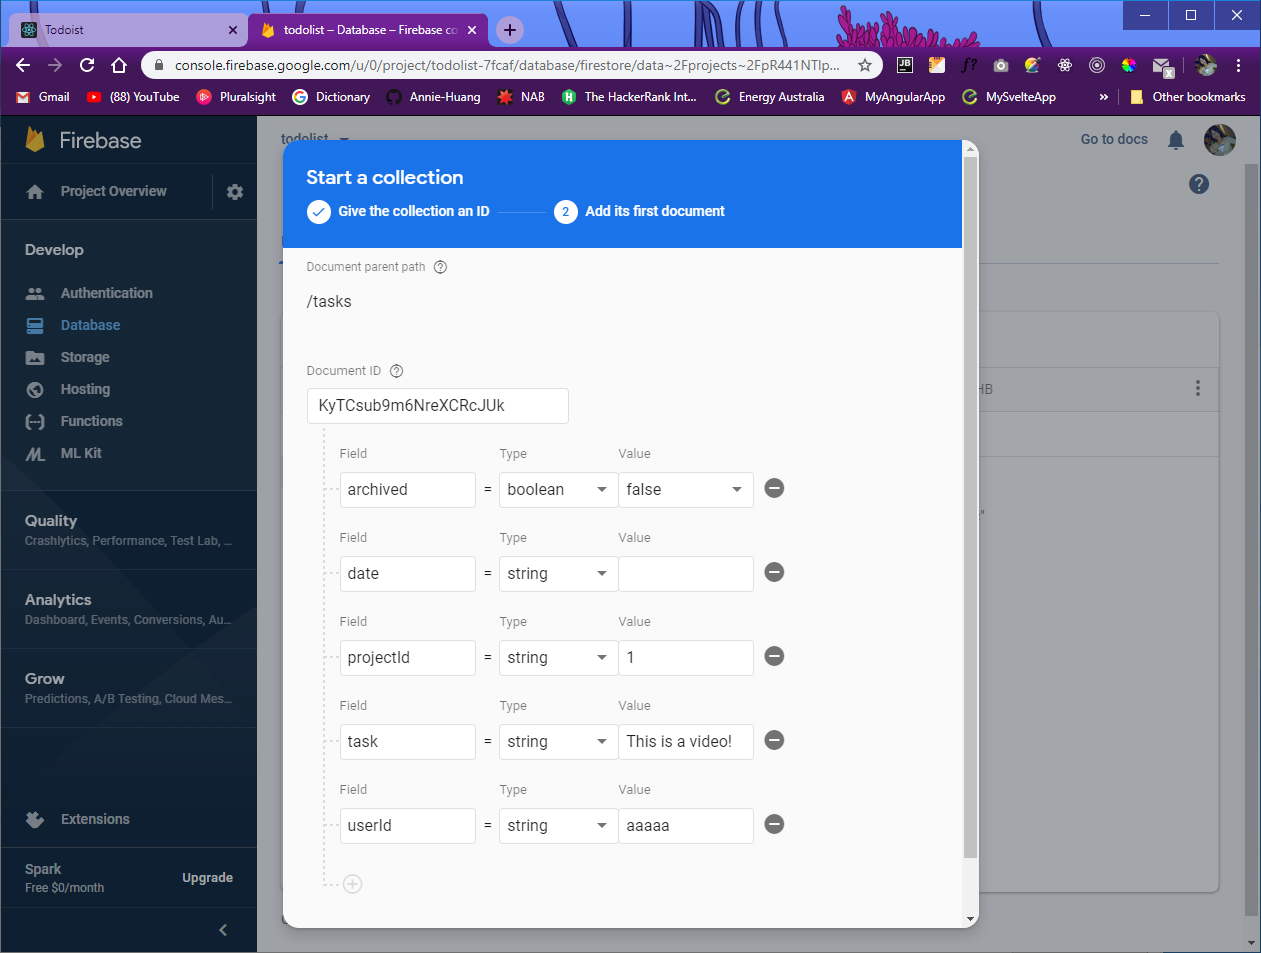 Todoist
todolist – Database – Firebase co
console.firebase.google.com/u/0/project/todolist-7fcaf/database/firestore/data~2Fprojects~2FpR441NTlp...
Gmail (88) YouTube Pluralsight Dictionary Annie-Huang NAB The HackerRank Int... Energy Australia MyAngularApp MySvelteApp » Other bookmarks
Firebase
todolist
Go to docs
Project Overview
Develop
Authentication
Database
Storage
Hosting
Functions
ML Kit
Quality
Crashlytics, Performance, Test Lab, ...
Analytics
Dashboard, Events, Conversions, Au...
Grow
Predictions, A/B Testing, Cloud Mes...
Extensions
Spark
Free $0/month
Upgrade
Start a collection
Give the collection an ID
2 Add its first document
Document parent path
/tasks
Document ID
KyTCsub9m6NreXCRcJUk
Field Type Value
archived = boolean false
Field Type Value
date = string
Field Type Value
projectId = string 1
Field Type Value
task = string This is a video!
Field Type Value
userId = string aaaaa
HB